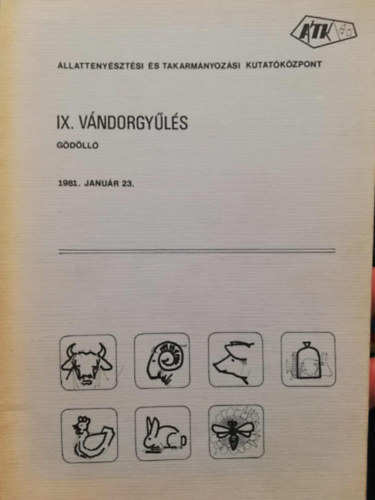 ÁTK
ÁLLATTENYÉSZTÉSI ÉS TAKARMÁNYOZÁSI KUTATÓKÖZPONT
IX. VÁNDORGYŰLÉS
GÖDÖLLŐ
1981. JANUÁR 23.